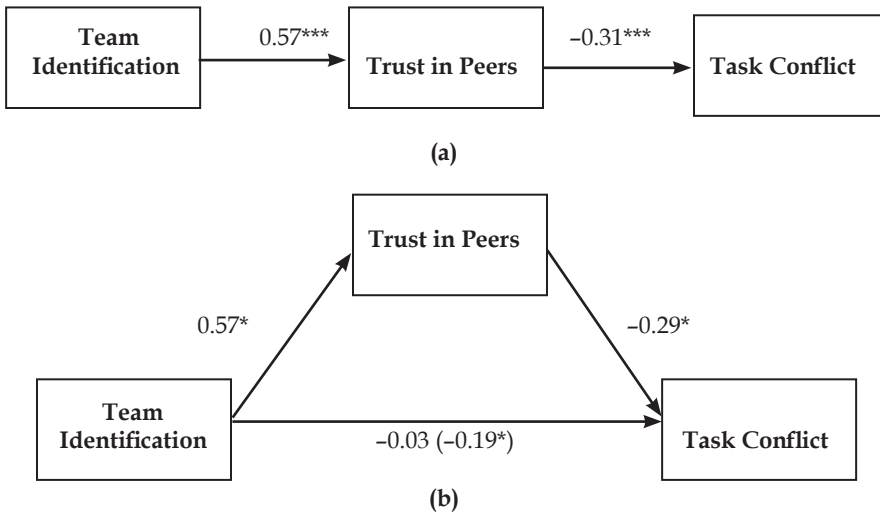 Team
Identification
0.57***
Trust in Peers
−0.31***
Task Conflict
(a)
Trust in Peers
0.57*
−0.29*
Team
Identification
−0.03 (−0.19*)
Task Conflict
(b)